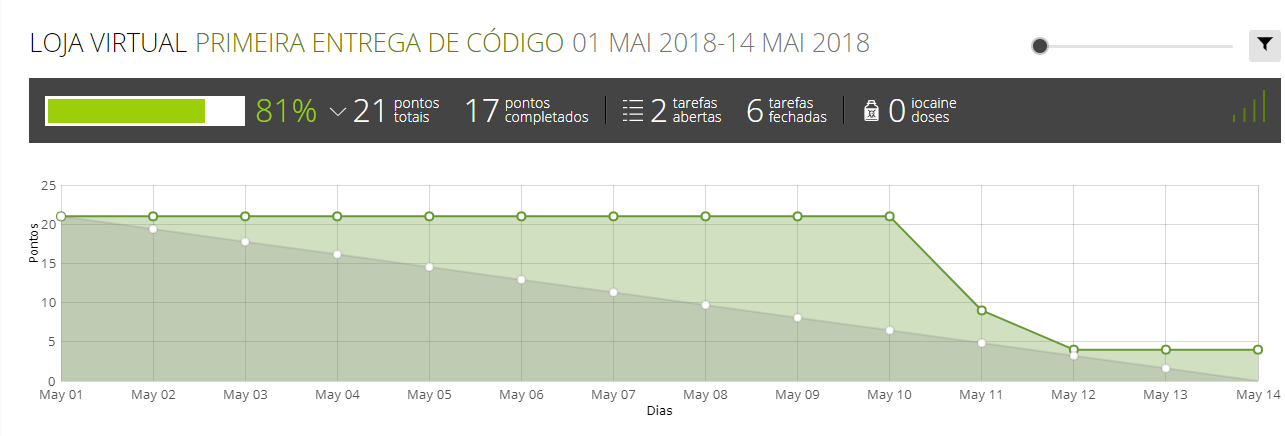 LOJA VIRTUAL PRIMEIRA ENTREGA DE CÓDIGO 01 MAI 2018-14 MAI 2018
81% 21 pontos totais 17 pontos completados 2 tarefas abertas 6 tarefas fechadas 0 iocaine doses
25
20
15
10
5
0
Pontos
May 01 May 02 May 03 May 04 May 05 May 06 May 07 May 08 May 09 May 10 May 11 May 12 May 13 May 14
Dias